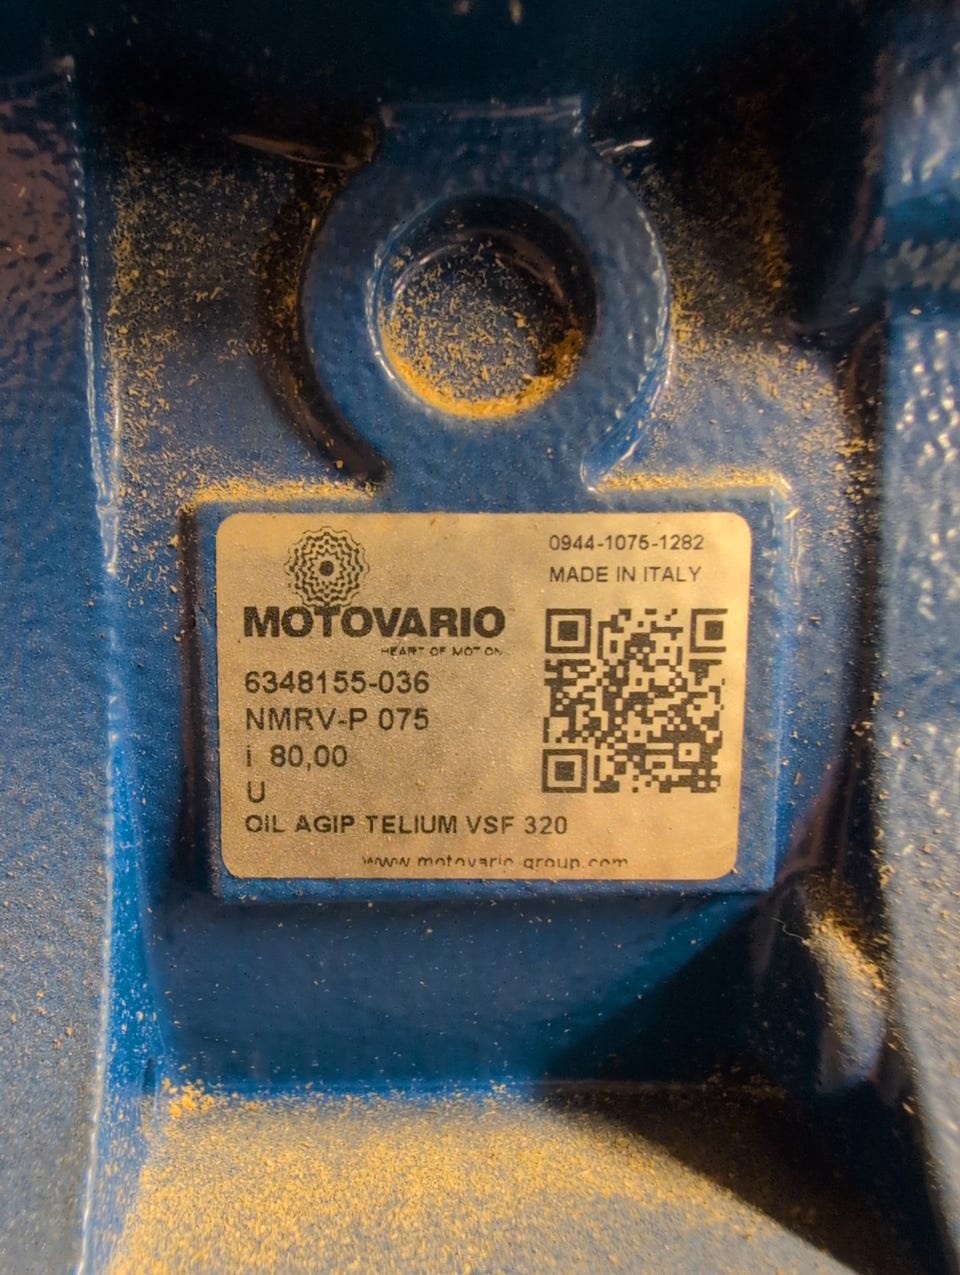 0944-1075-1282
MADE IN ITALY
MOTOVARIO
HEART OF MOTION
6348155-036
NMRV-P 075
i 80,00
U
OIL AGIP TELIUM VSF 320
www.motovario-group.com